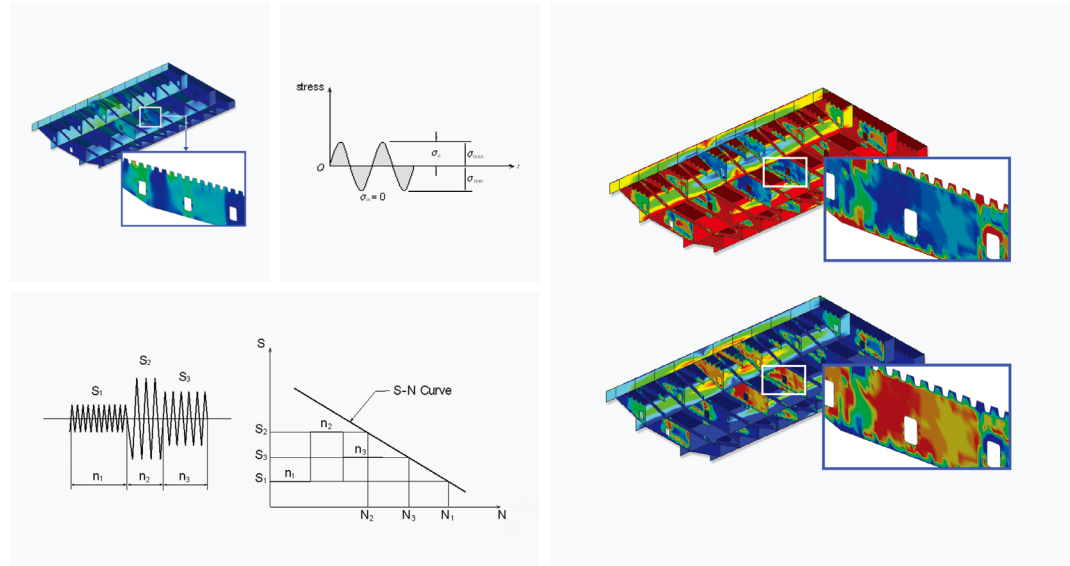 stress
σₐ
σmax
σmin
O
t
σₘ = 0
S₁
S₂
S₃
n₁
n₂
n₃
S
S-N Curve
S₂
n₂
S₃
n₃
S₁
n₁
N₂
N₃
N₁
N